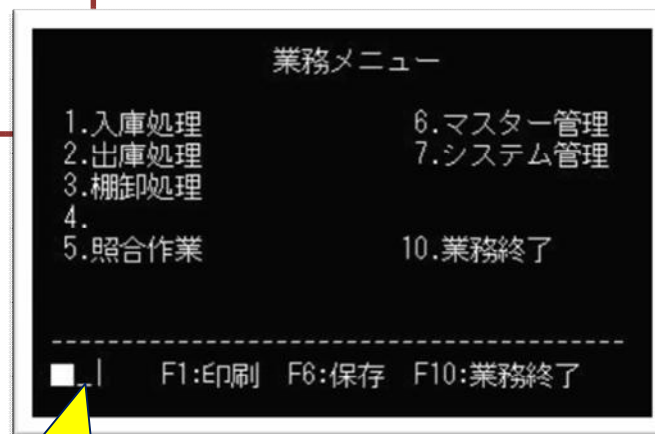 業務メニュー
1.入庫処理 6.マスター管理
2.出庫処理 7.システム管理
3.棚卸処理
4.
5.照合作業 10.業務終了
F1:印刷 F6:保存 F10:業務終了